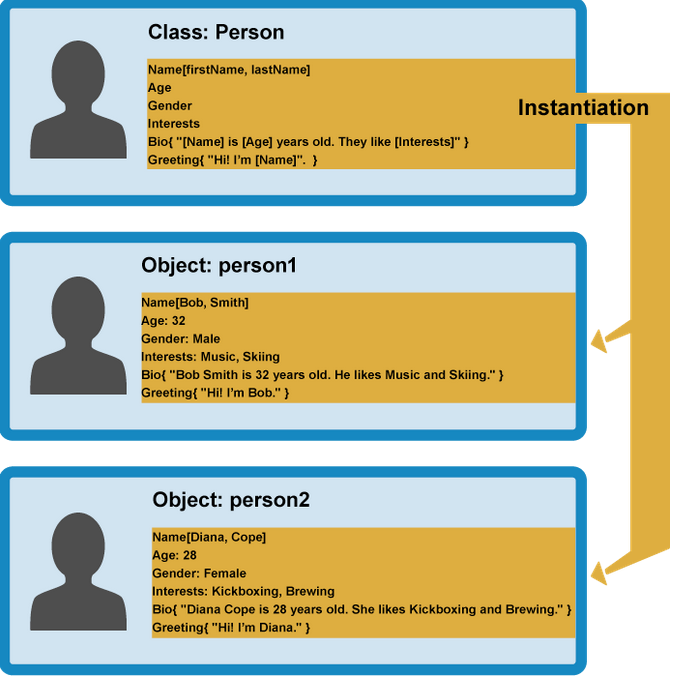 Class: Person
Name[firstName, lastName]
Age
Gender
Interests
Bio{ "[Name] is [Age] years old. They like [Interests]" }
Greeting{ "Hi! I’m [Name]".  }
Instantiation
Object: person1
Name[Bob, Smith]
Age: 32
Gender: Male
Interests: Music, Skiing
Bio{ "Bob Smith is 32 years old. He likes Music and Skiing." }
Greeting{ "Hi! I’m Bob." }
Object: person2
Name[Diana, Cope]
Age: 28
Gender: Female
Interests: Kickboxing, Brewing
Bio{ "Diana Cope is 28 years old. She likes Kickboxing and Brewing." }
Greeting{ "Hi! I’m Diana." }